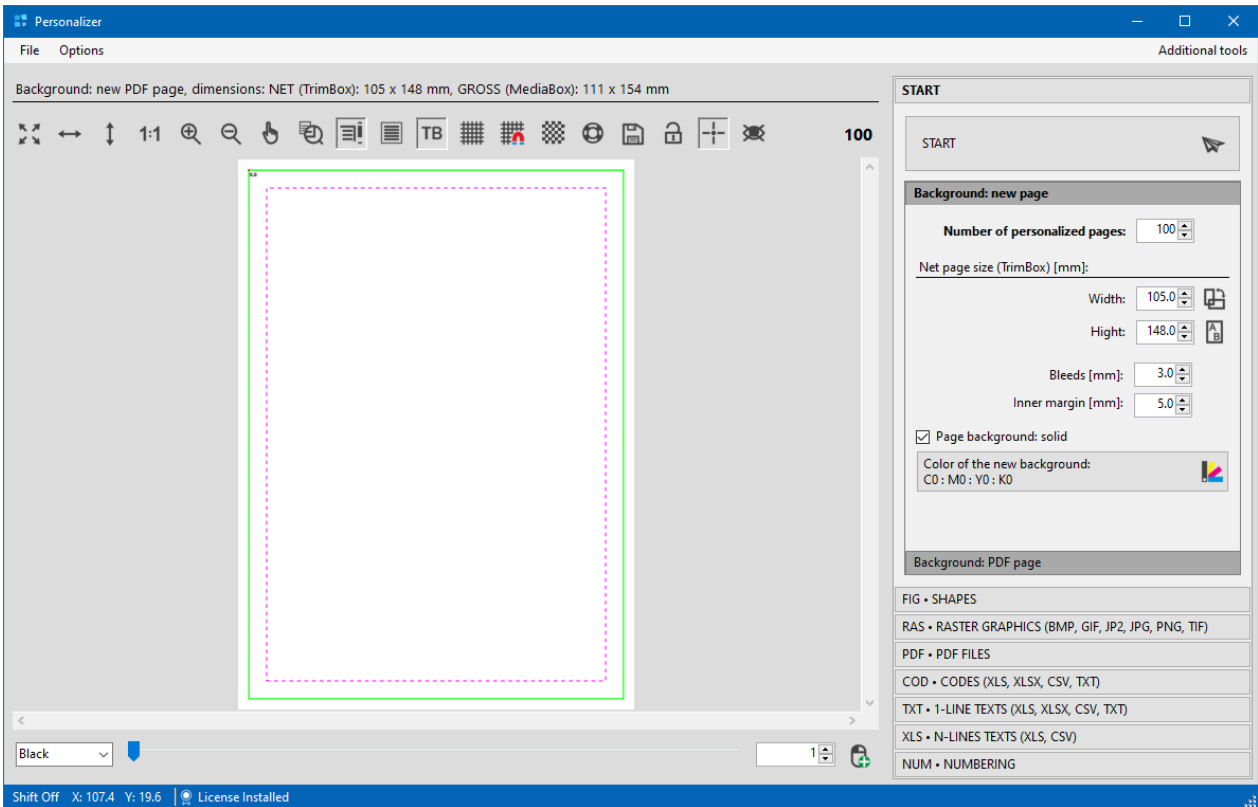 Personalizer
File Options Additional tools
Background: new PDF page, dimensions: NET (TrimBox): 105 x 148 mm, GROSS (MediaBox): 111 x 154 mm
1:1 TB 100
0,0
Black 1
START
START
Background: new page
Number of personalized pages: 100
Net page size (TrimBox) [mm]:
Width: 105.0
Hight: 148.0
A
B
Bleeds [mm]: 3.0
Inner margin [mm]: 5.0
Page background: solid
Color of the new background:
C0 : M0 : Y0 : K0
Background: PDF page
FIG • SHAPES
RAS • RASTER GRAPHICS (BMP, GIF, JP2, JPG, PNG, TIF)
PDF • PDF FILES
COD • CODES (XLS, XLSX, CSV, TXT)
TXT • 1-LINE TEXTS (XLS, XLSX, CSV, TXT)
XLS • N-LINES TEXTS (XLS, CSV)
NUM • NUMBERING
Shift Off X: 107.4 Y: 19.6 License Installed